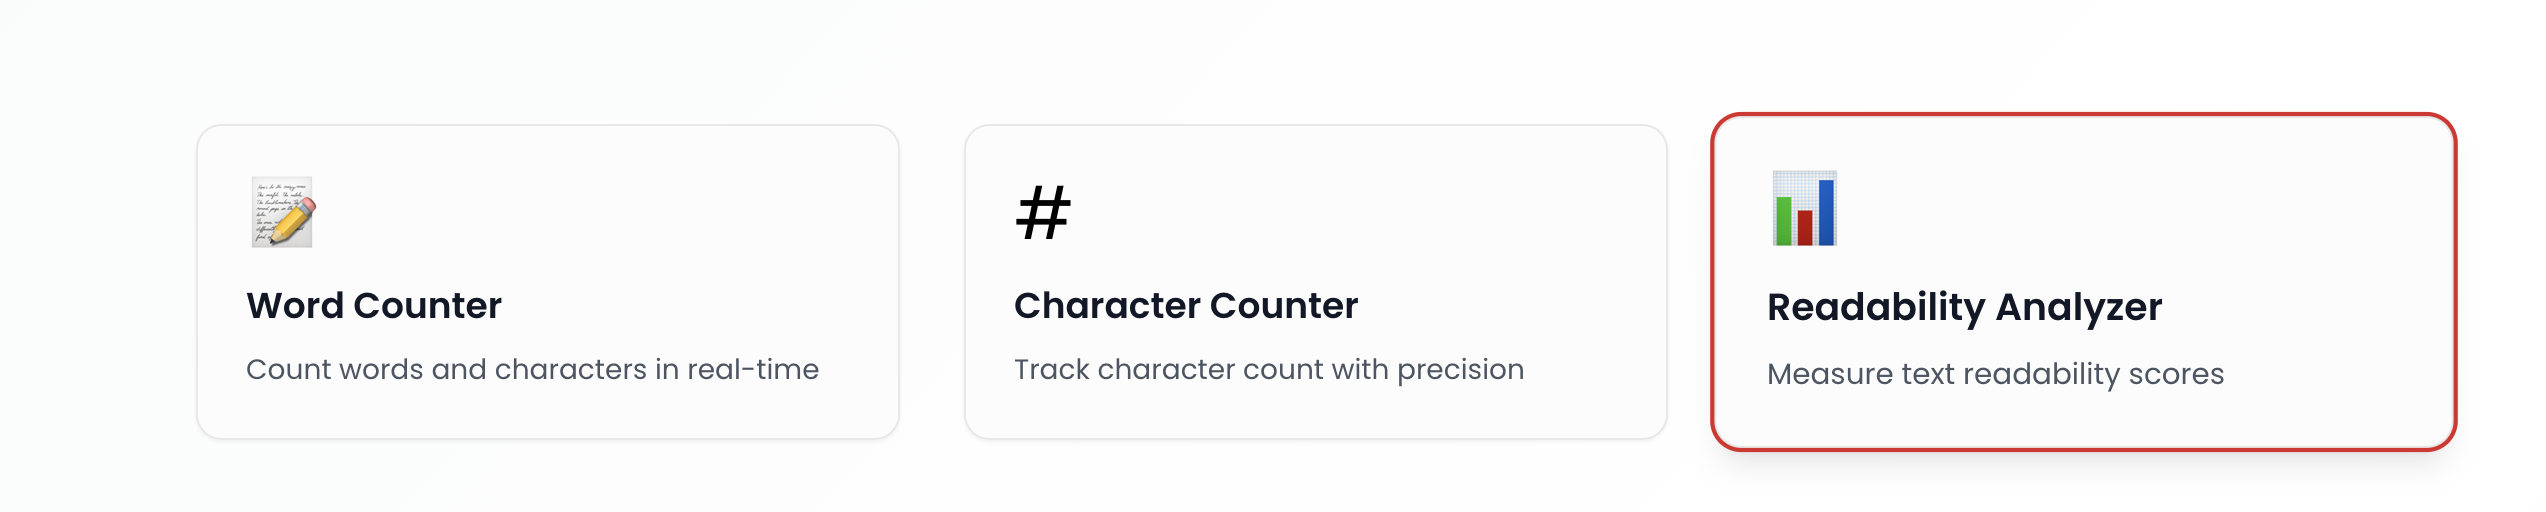 #
Word Counter
Character Counter
Readability Analyzer
Count words and characters in real-time
Track character count with precision
Measure text readability scores